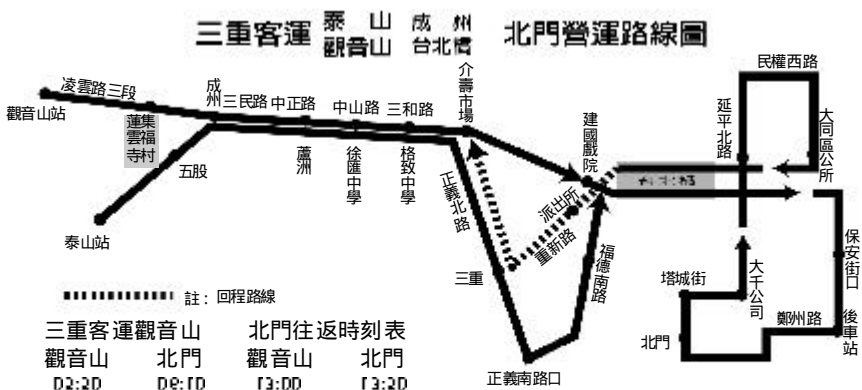 三重客運 泰山 成州 北門營運路線圖
觀音山 台北橋
民權西路
介壽市場
凌雲路三段
成州
三民路
中正路
中山路
三和路
延平北路
大同區公所
觀音山站
建國戲院
集福村
蓮雲寺
五股
蘆洲
徐匯中學
格致中學
正義北路
派出所
重新路
福德南路
泰山站
三重
保安街口
塔城街
大千公司
註：回程路線
鄭州路
後車站
北門
正義南路口
三重客運觀音山 北門往返時刻表
觀音山 北門 觀音山 北門